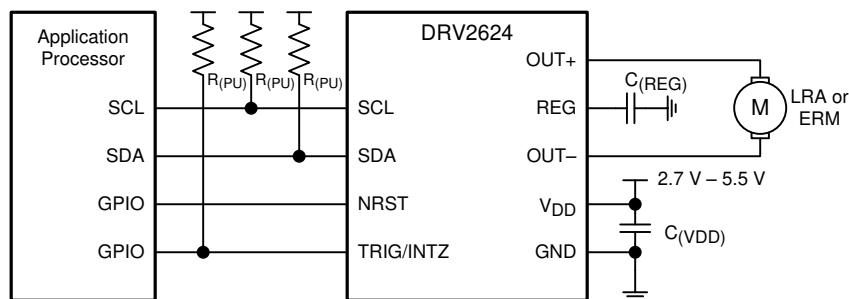 Application
Processor
SCL
SDA
GPIO
GPIO
R(PU)
R(PU)
R(PU)
DRV2624
SCL
SDA
NRST
TRIG/INTZ
OUT+
REG
OUT–
VDD
GND
C(REG)
M
LRA or
ERM
2.7 V – 5.5 V
C(VDD)